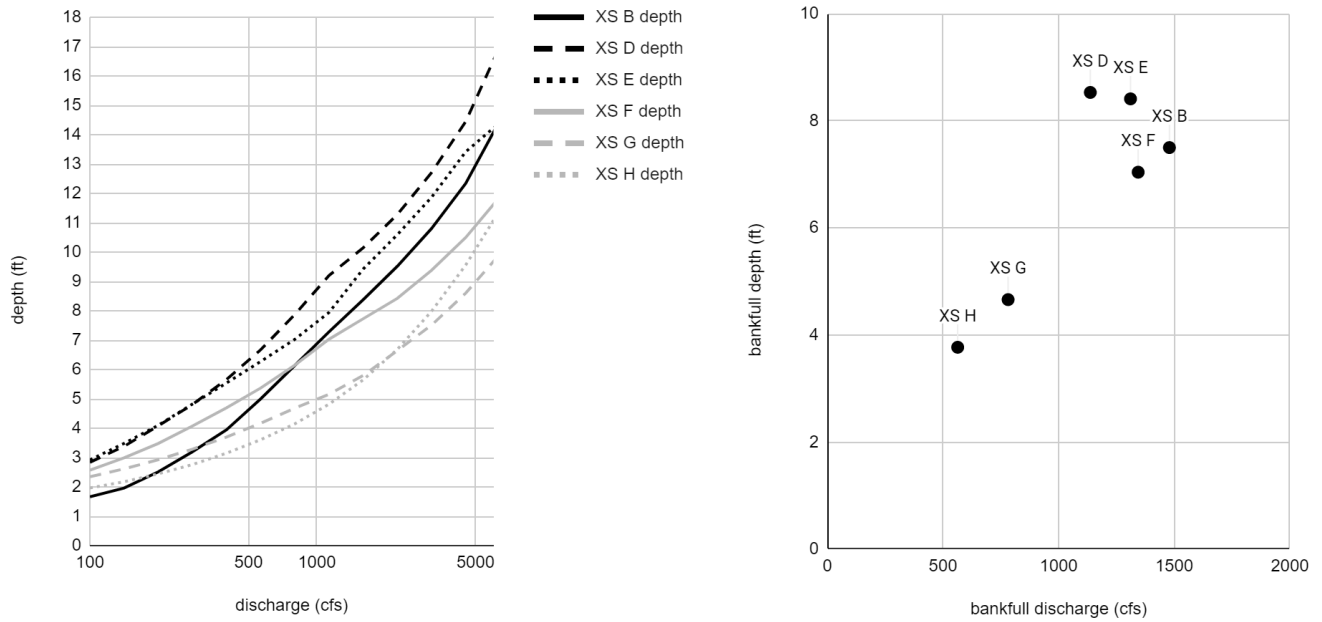 18
17
16
15
14
13
12
11
10
9
8
7
6
5
4
3
2
1
0
depth (ft)
100
500
1000
5000
discharge (cfs)
XS B depth
XS D depth
XS E depth
XS F depth
XS G depth
XS H depth
10
8
6
4
2
0
bankfull depth (ft)
XS D
XS E
XS B
XS F
XS G
XS H
0
500
1000
1500
2000
bankfull discharge (cfs)